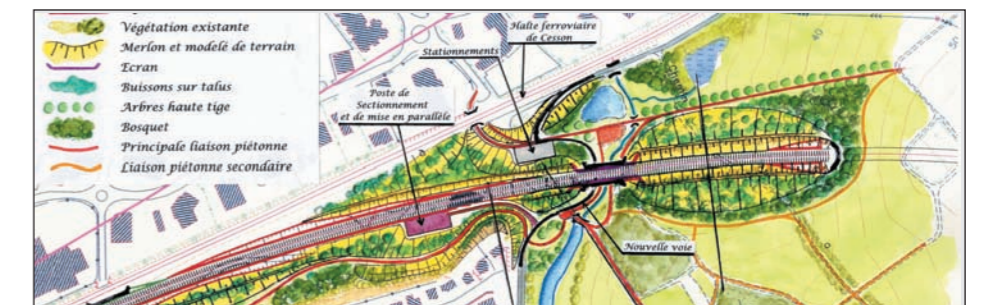 Végétation existante
Merlon et modelé de terrain
Ecran
Buissons sur talus
Arbres haute tige
Bosquet
Principale liaison piétonne
Liaison piétonne secondaire
Halte ferroviaire
de Cesson
Stationnements
Poste de
Sectionnement
et de mise en parallèle
Nouvelle voie
40